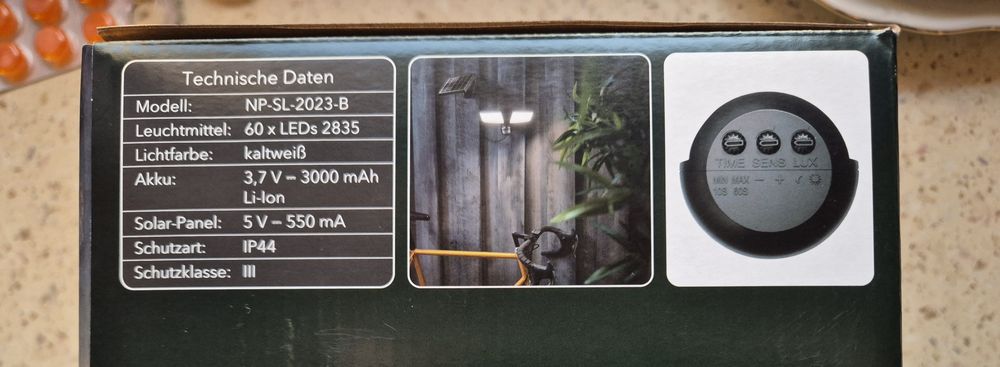 Technische Daten
Modell: NP-SL-2023-B
Leuchtmittel: 60 x LEDs 2835
Lichtfarbe: kaltweiß
Akku: 3,7 V – 3000 mAh
Li-Ion
Solar-Panel: 5 V – 550 mA
Schutzart: IP44
Schutzklasse: III
TIME SENS LUX
MIN MAX − +
10S 60S